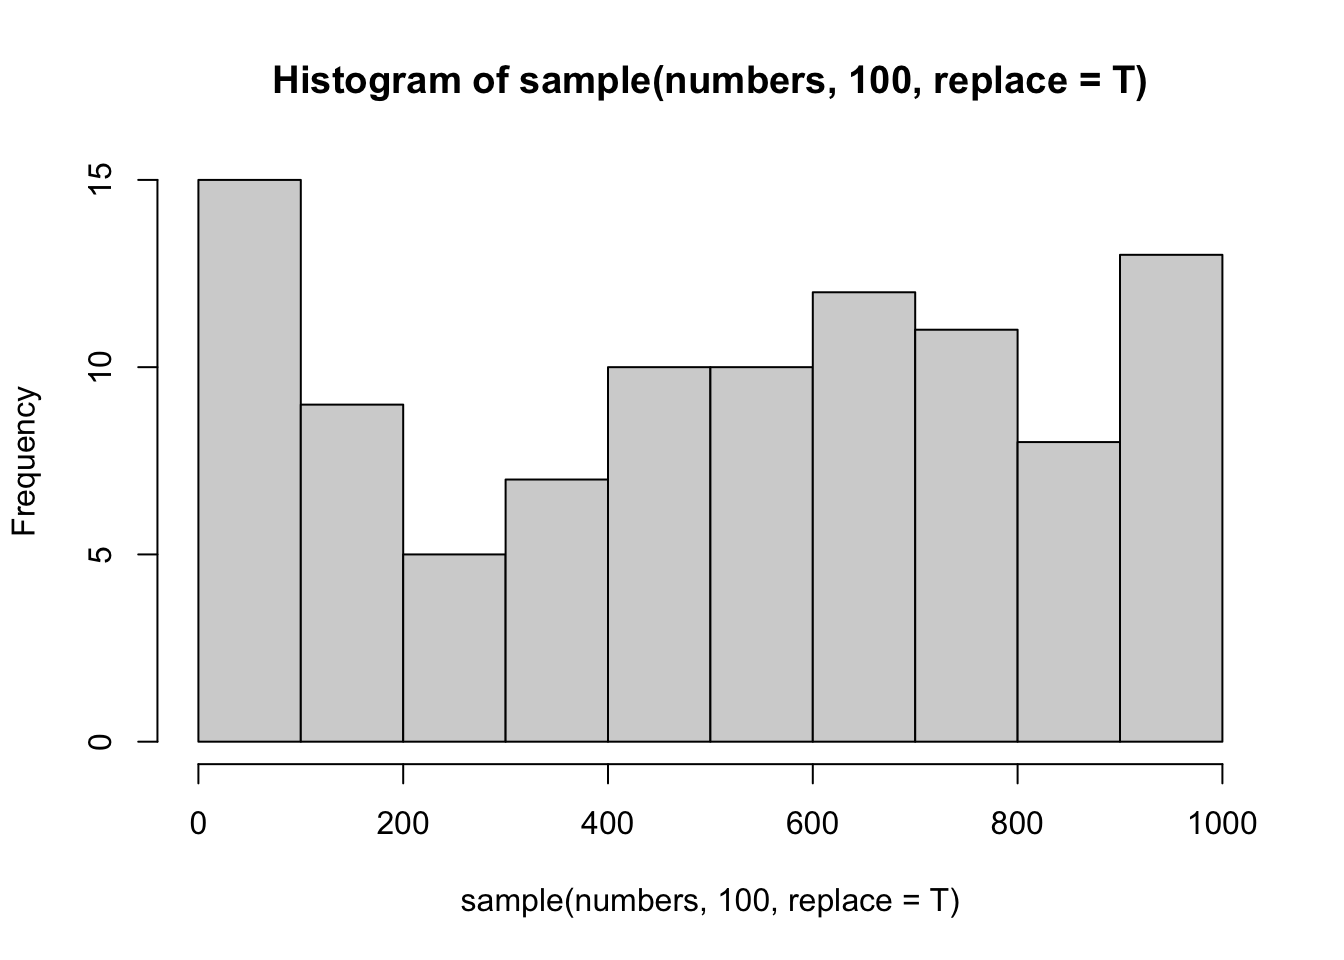 Histogram of sample(numbers, 100, replace = T)
Frequency
15
10
5
0
0 200 400 600 800 1000
sample(numbers, 100, replace = T)